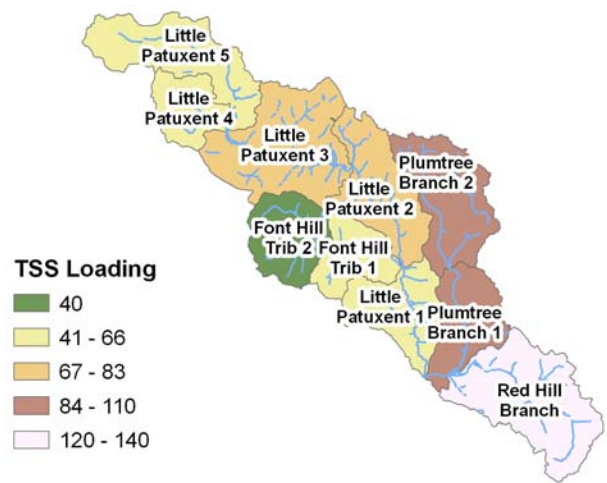 Little
Patuxent 5
Little
Patuxent 4
Little
Patuxent 3
Plumtree
Branch 2
Little
Patuxent 2
Font Hill
Trib 2
Font Hill
Trib 1
Little
Patuxent 1
Plumtree
Branch 1
Red Hill
Branch
TSS Loading
40
41 - 66
67 - 83
84 - 110
120 - 140